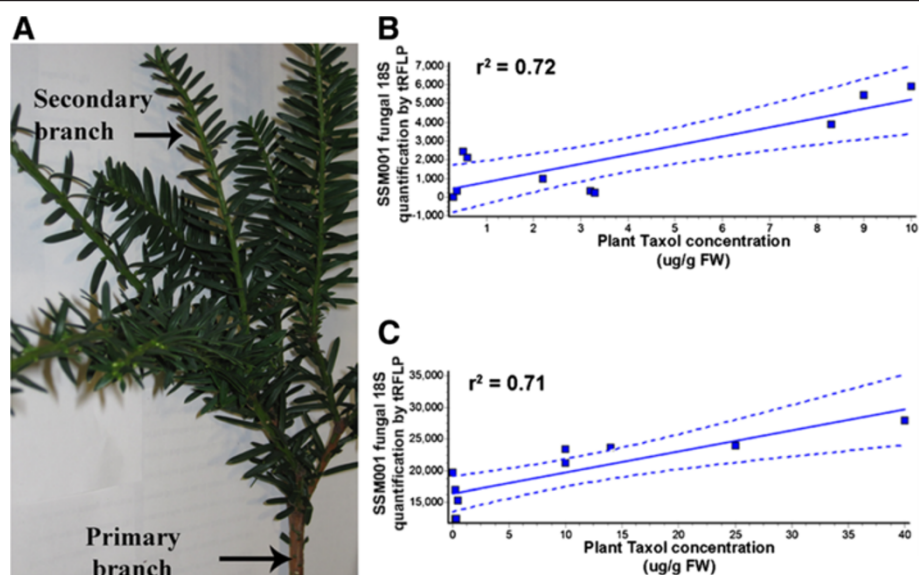 A
Secondary
branch
Primary
branch
B
r² = 0.72
SSM001 fungal 18S
quantification by tRFLP
7,000
6,000
5,000
4,000
3,000
2,000
1,000
0
-1,000
1 2 3 4 5 6 7 8 9 10
Plant Taxol concentration
(ug/g FW)
C
r² = 0.71
SSM001 fungal 18S
quantification by tRFLP
35,000
30,000
25,000
20,000
15,000
0 5 10 15 20 25 30 35 40
Plant Taxol concentration
(ug/g FW)